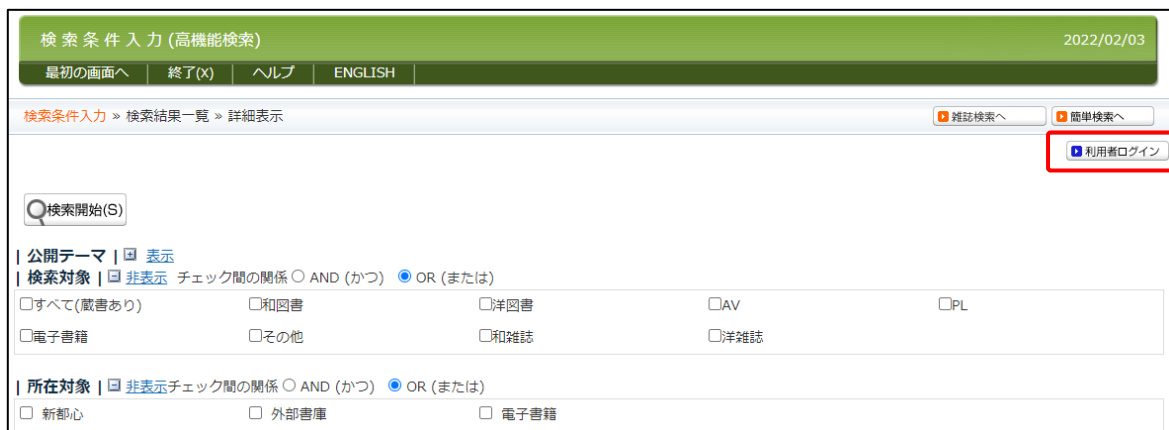 検索条件入力 (高機能検索) 2022/02/03
最初の画面へ 終了(X) ヘルプ ENGLISH
検索条件入力 » 検索結果一覧 » 詳細表示 雑誌検索へ 簡単検索へ
利用者ログイン
検索開始(S)
| 公開テーマ | 表示
| 検索対象 | 非表示 チェック間の関係 AND (かつ) OR (または)
すべて(蔵書あり) 和図書 洋図書 AV PL
電子書籍 その他 和雑誌 洋雑誌
| 所在対象 | 非表示チェック間の関係 AND (かつ) OR (または)
新都心 外部書庫 電子書籍